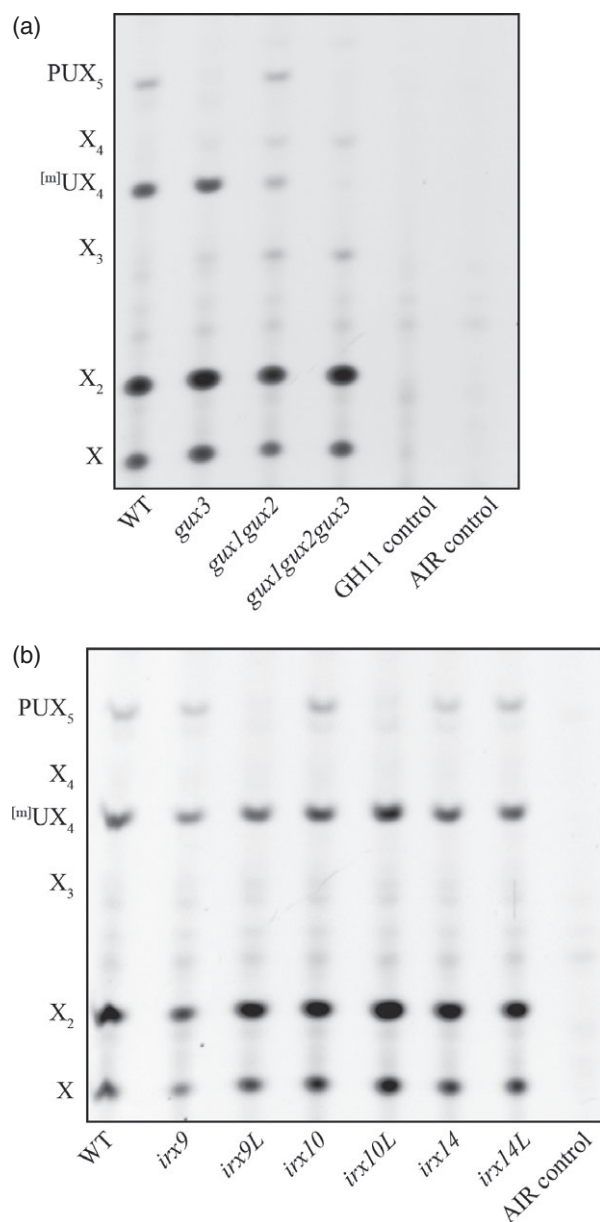 (a)
PUX₅
X₄
[m]UX₄
X₃
X₂
X
WT
gux3
gux1gux2
gux1gux2gux3
GH11 control
AIR control
(b)
PUX₅
X₄
[m]UX₄
X₃
X₂
X
WT
irx9
irx9L
irx10
irx10L
irx14
irx14L
AIR control